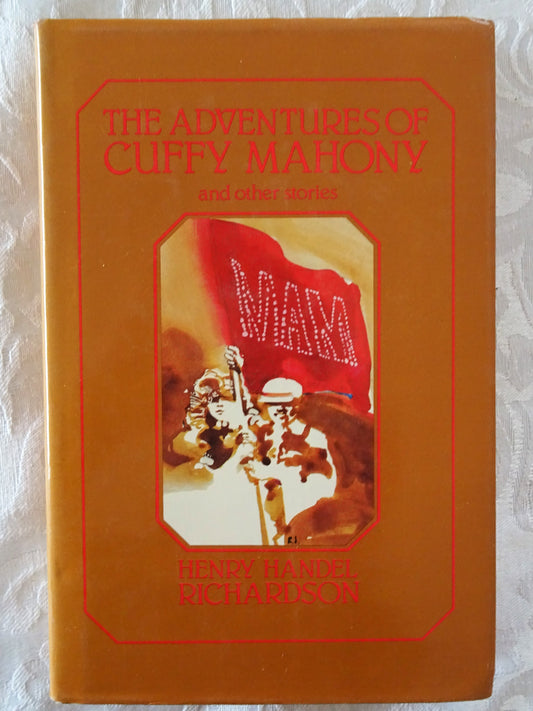 THE ADVENTURES OF
CUFFY MAHONY
and other stories
MAM
HENRY HANDEL
RICHARDSON